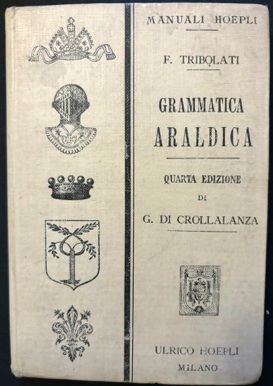 MANUALI HOEPLI
F. TRIBOLATI
GRAMMATICA
ARALDICA
QUARTA EDIZIONE
DI
G. DI CROLLALANZA
ULRICO HOEPLI
MILANO